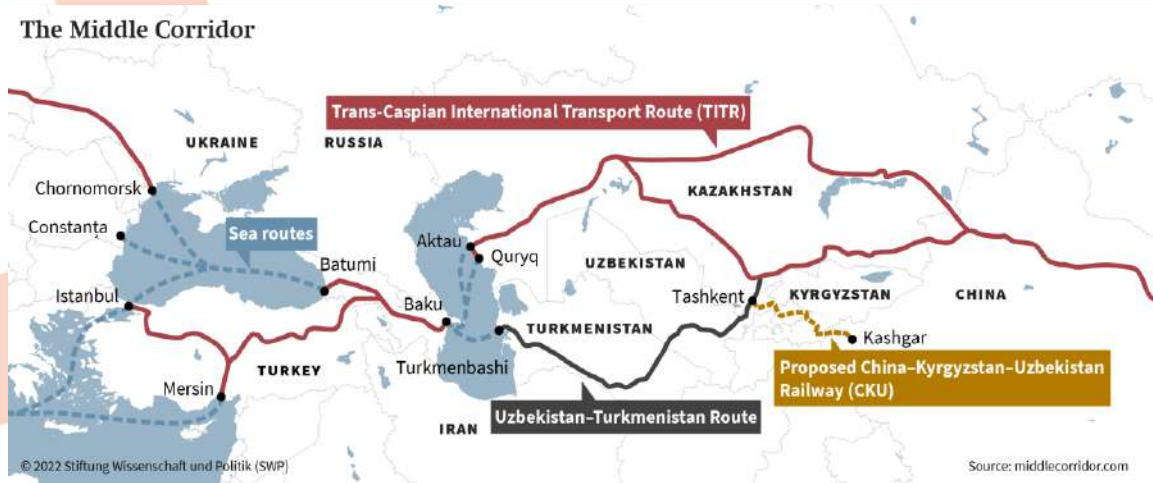 The Middle Corridor
Trans-Caspian International Transport Route (TITR)
UKRAINE
RUSSIA
Chornomorsk
KAZAKHSTAN
Constanța
Sea routes
Aktau
Quryq
UZBEKISTAN
Batumi
Istanbul
Baku
Tashkent
KYRGYZSTAN
CHINA
TURKMENISTAN
Kashgar
Turkmenbashi
TURKEY
Mersin
Proposed China–Kyrgyzstan–Uzbekistan
Railway (CKU)
Uzbekistan–Turkmenistan Route
IRAN
© 2022 Stiftung Wissenschaft und Politik (SWP)
Source: middlecorridor.com